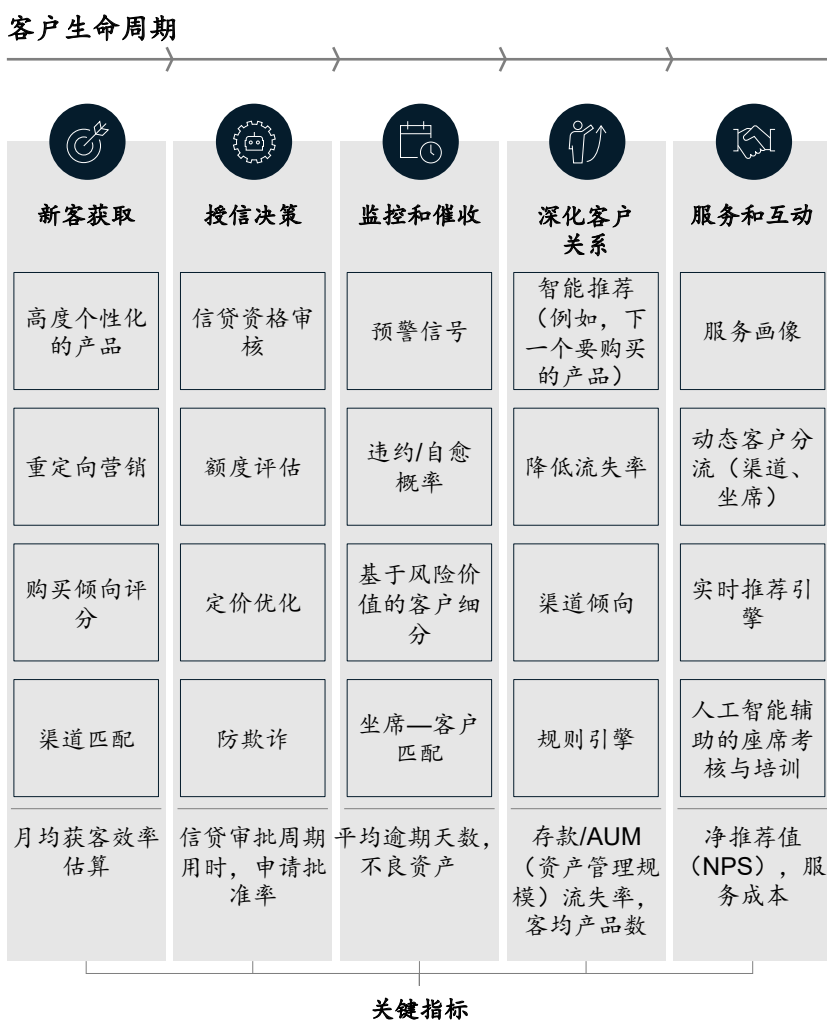 客户生命周期
新客获取
高度个性化
的产品
重定向营销
购买倾向评
分
渠道匹配
月均获客效率
估算
授信决策
信贷资格审
核
额度评估
定价优化
防欺诈
信贷审批周期
用时，申请批
准率
监控和催收
预警信号
违约/自愈
概率
基于风险价
值的客户细
分
坐席—客户
匹配
平均逾期天数，
不良资产
深化客户
关系
智能推荐
（例如，下
一个要购买
的产品）
降低流失率
渠道倾向
规则引擎
存款/AUM
（资产管理规
模）流失率，
客均产品数
服务和互动
服务画像
动态客户分
流（渠道、
坐席）
实时推荐引
擎
人工智能辅
助的座席考
核与培训
净推荐值
（NPS），服
务成本
关键指标